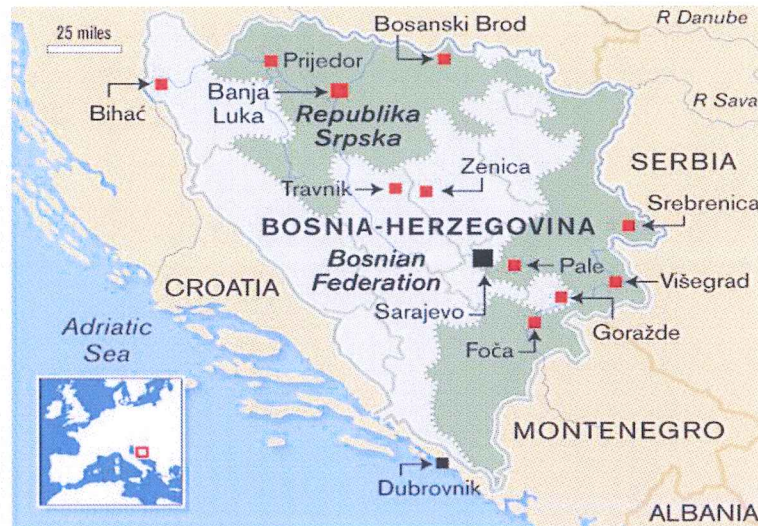 25 miles
R Danube
Bosanski Brod
Prijedor
Bihać
Banja
Luka
Republika
Srpska
R Sava
SERBIA
Zenica
Travnik
Srebrenica
BOSNIA-HERZEGOVINA
Bosnian
Federation
Pale
Višegrad
CROATIA
Sarajevo
Goražde
Foča
Adriatic
Sea
MONTENEGRO
Dubrovnik
ALBANIA